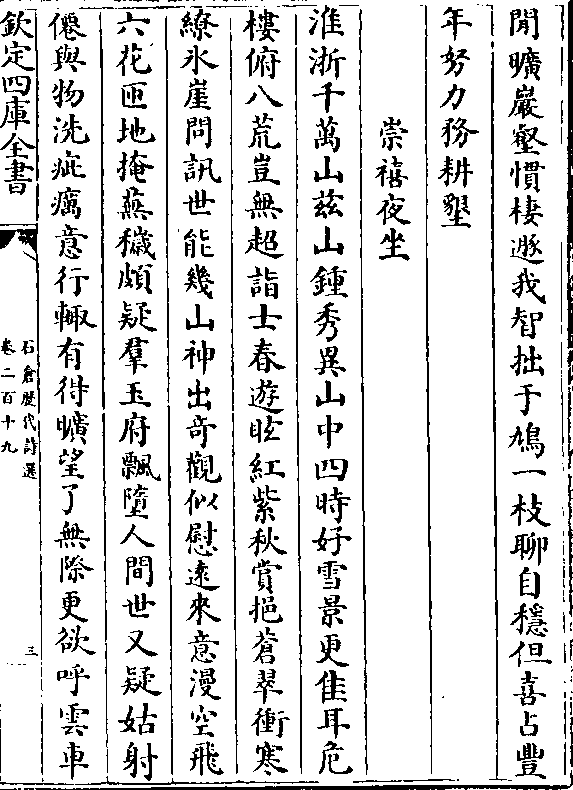 閒曠巖壑慣棲遯我智拙于鳩一枝聊自穩但喜占豐
年努力務耕墾
崇禧夜坐
淮浙千萬山茲山鍾秀異山中四時好雪景更佳耳危
樓俯八荒豈無超詣士春遊眩紅紫秋賞挹蒼翠衝寒
繚氷崖問訊世能幾山神出奇觀似慰遠來意漫空飛
六花匝地掩蕪穢頗疑羣玉府飄墮人間世又疑姑射
僊與物洗疵癘意行輙有得曠望了無際更欲呼雲車
欽定四庫全書
石倉歷代詩選
卷二百十九
三